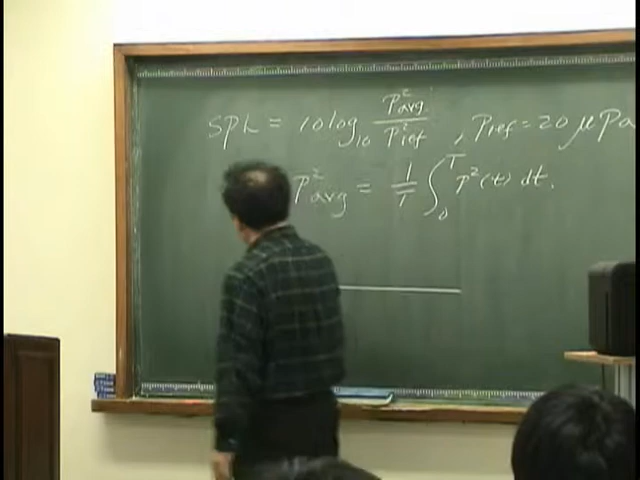 SPL = 10 log₁₀ P²avg / P²ref , Pref = 20 μPa
P²avg = 1/T ∫₀ᵀ P²(t) dt.